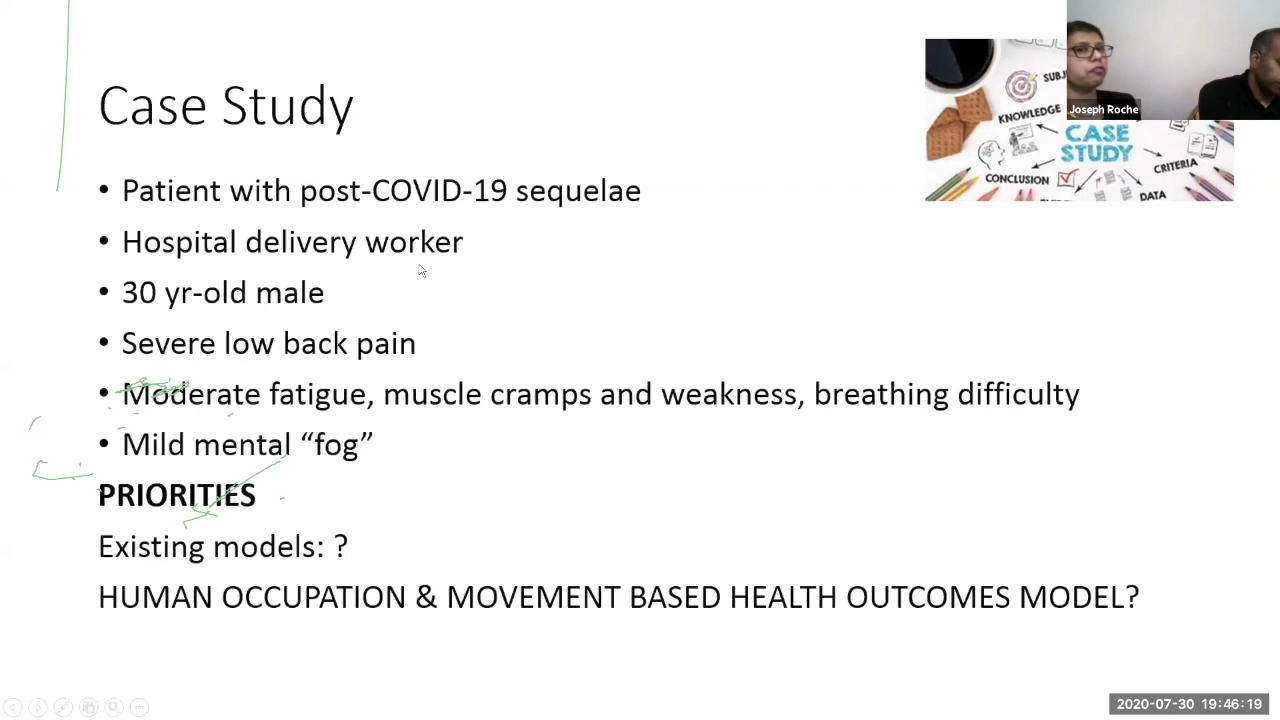 Case Study
• Patient with post-COVID-19 sequelae
• Hospital delivery worker
• 30 yr-old male
• Severe low back pain
• Moderate fatigue, muscle cramps and weakness, breathing difficulty
• Mild mental “fog”
PRIORITIES
Existing models: ?
HUMAN OCCUPATION & MOVEMENT BASED HEALTH OUTCOMES MODEL?
KNOWLEDGE
CASE
STUDY
CONCLUSION
CRITERIA
DATA
Joseph Roche
2020-07-30 19:46:19